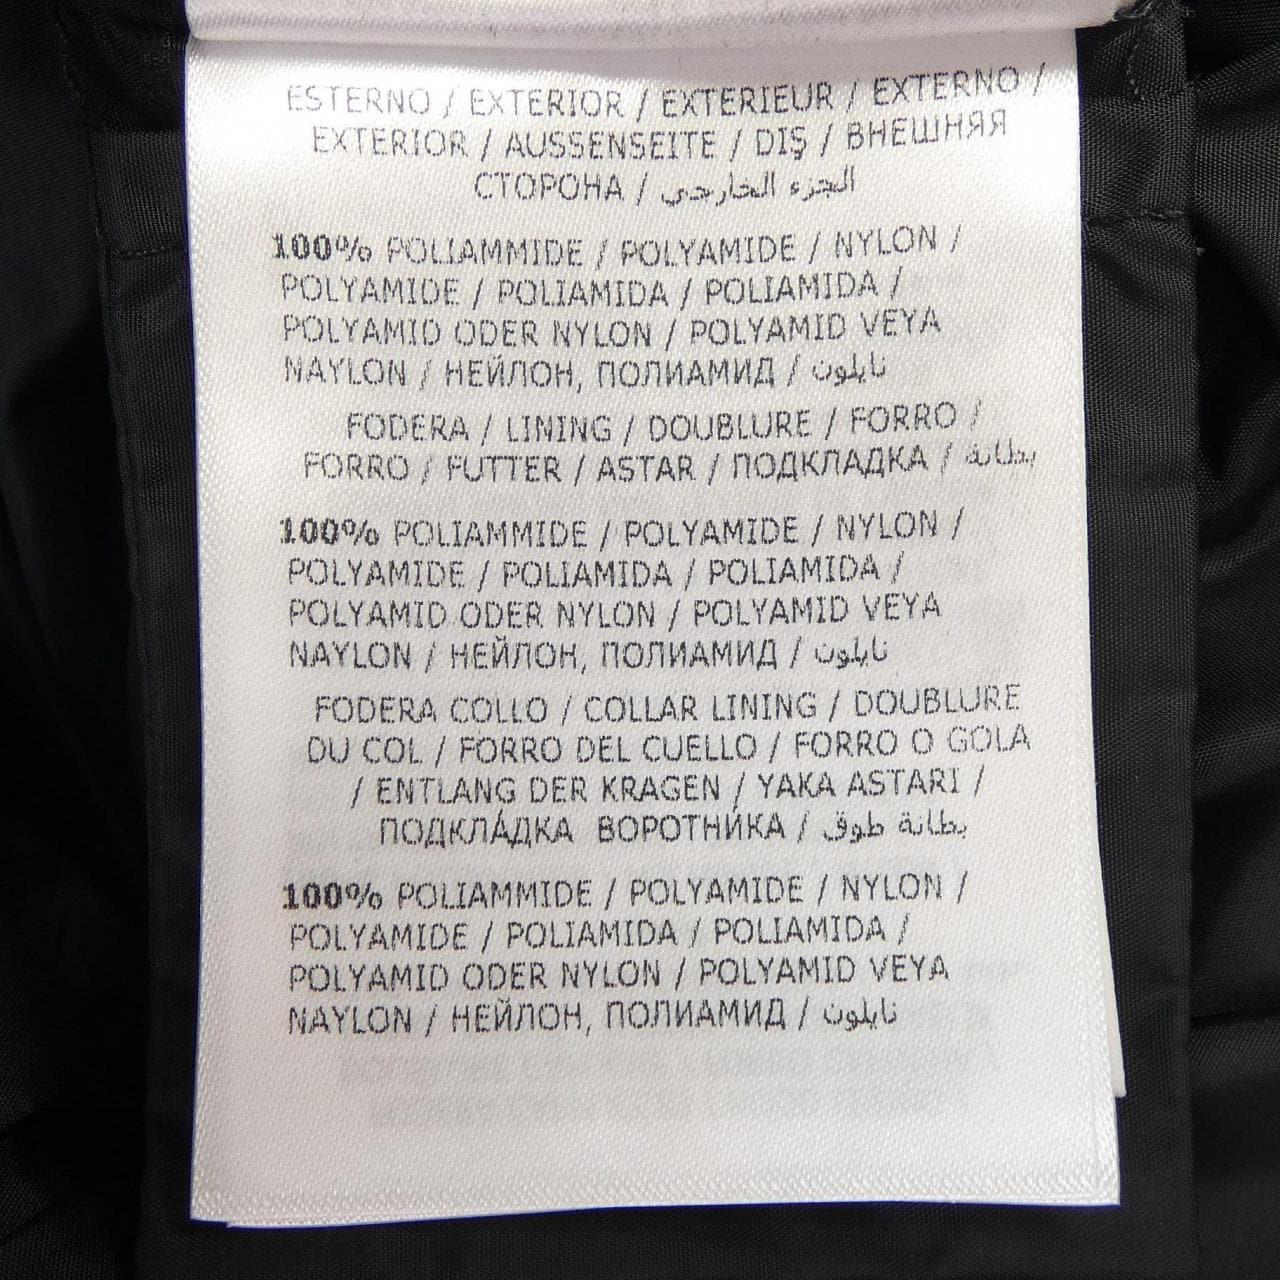 ESTERNO / EXTERIOR / EXTERIEUR / EXTERNO /
EXTERIOR / AUSSENSEITE / DIŞ / ВНЕШНЯЯ
СТОРОНА / الجزء الخارجي
100% POLIAMMIDE / POLYAMIDE / NYLON /
POLYAMIDE / POLIAMIDA / POLIAMIDA /
POLYAMID ODER NYLON / POLYAMID VEYA
NAYLON / НЕЙЛОН, ПОЛИАМИД / نايلون
FODERA / LINING / DOUBLURE / FORRO /
FORRO / FUTTER / ASTAR / ПОДКЛАДКА / بطانة
100% POLIAMMIDE / POLYAMIDE / NYLON /
POLYAMIDE / POLIAMIDA / POLIAMIDA /
POLYAMID ODER NYLON / POLYAMID VEYA
NAYLON / НЕЙЛОН, ПОЛИАМИД / نايلون
FODERA COLLO / COLLAR LINING / DOUBLURE
DU COL / FORRO DEL CUELLO / FORRO O GOLA
/ ENTLANG DER KRAGEN / YAKA ASTARI /
ПОДКЛА́ДКА ВОРОТНИ́КА / بطانة طوق
100% POLIAMMIDE / POLYAMIDE / NYLON /
POLYAMIDE / POLIAMIDA / POLIAMIDA /
POLYAMID ODER NYLON / POLYAMID VEYA
NAYLON / НЕЙЛОН, ПОЛИАМИД / نايلون